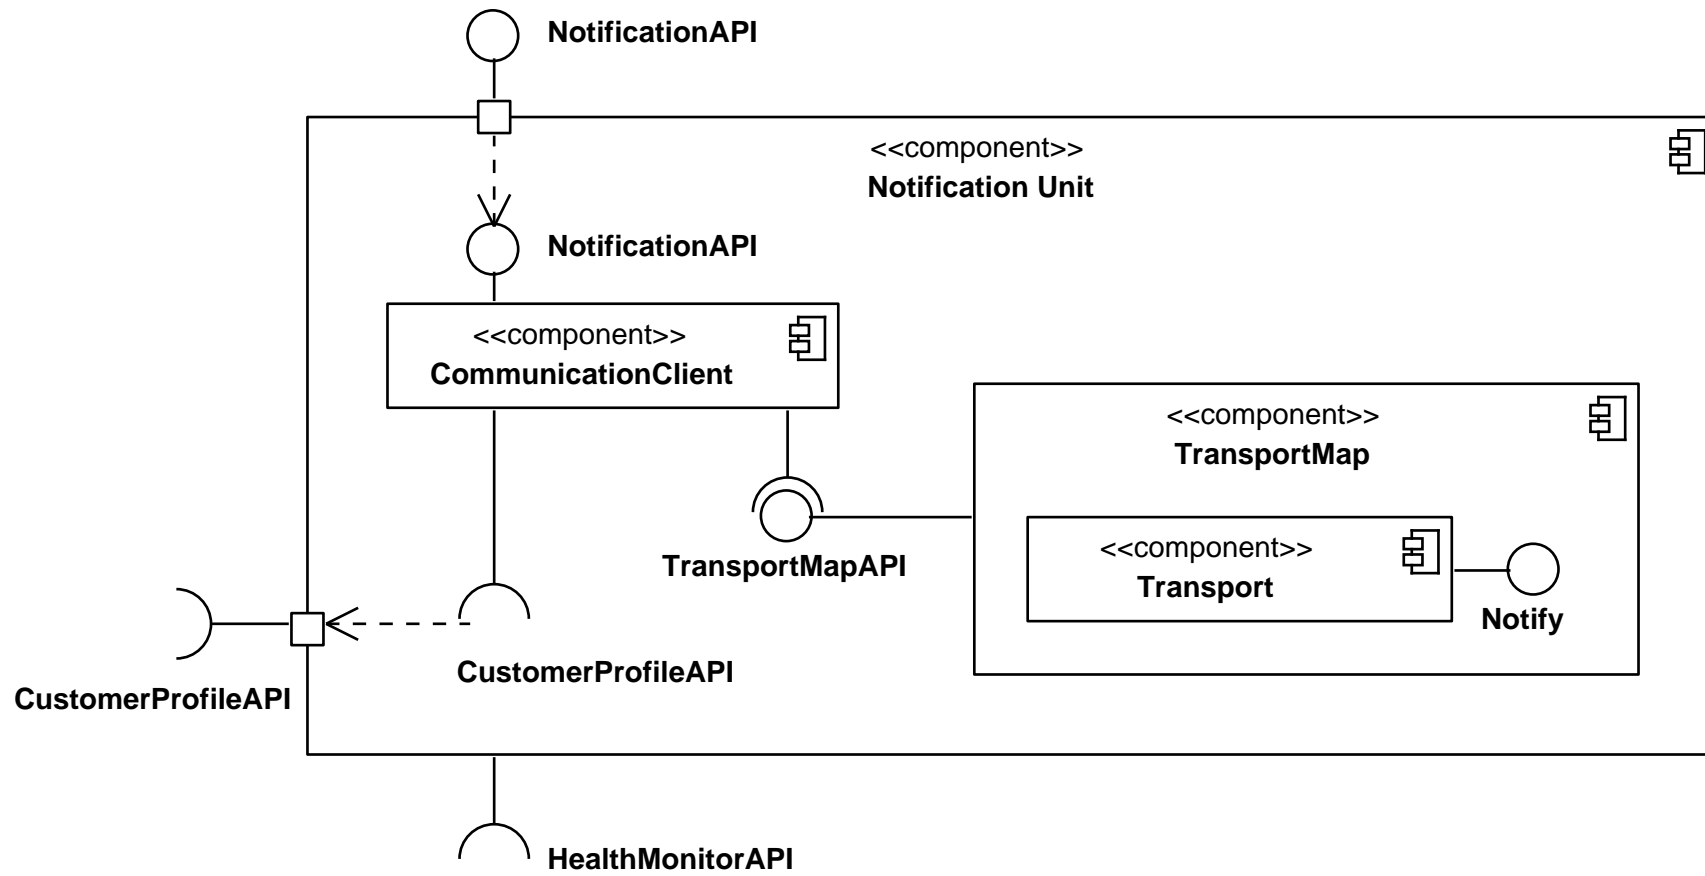 NotificationAPI
<<component>>
Notification Unit
NotificationAPI
<<component>>
CommunicationClient
<<component>>
TransportMap
TransportMapAPI
<<component>>
Transport
Notify
CustomerProfileAPI
CustomerProfileAPI
HealthMonitorAPI